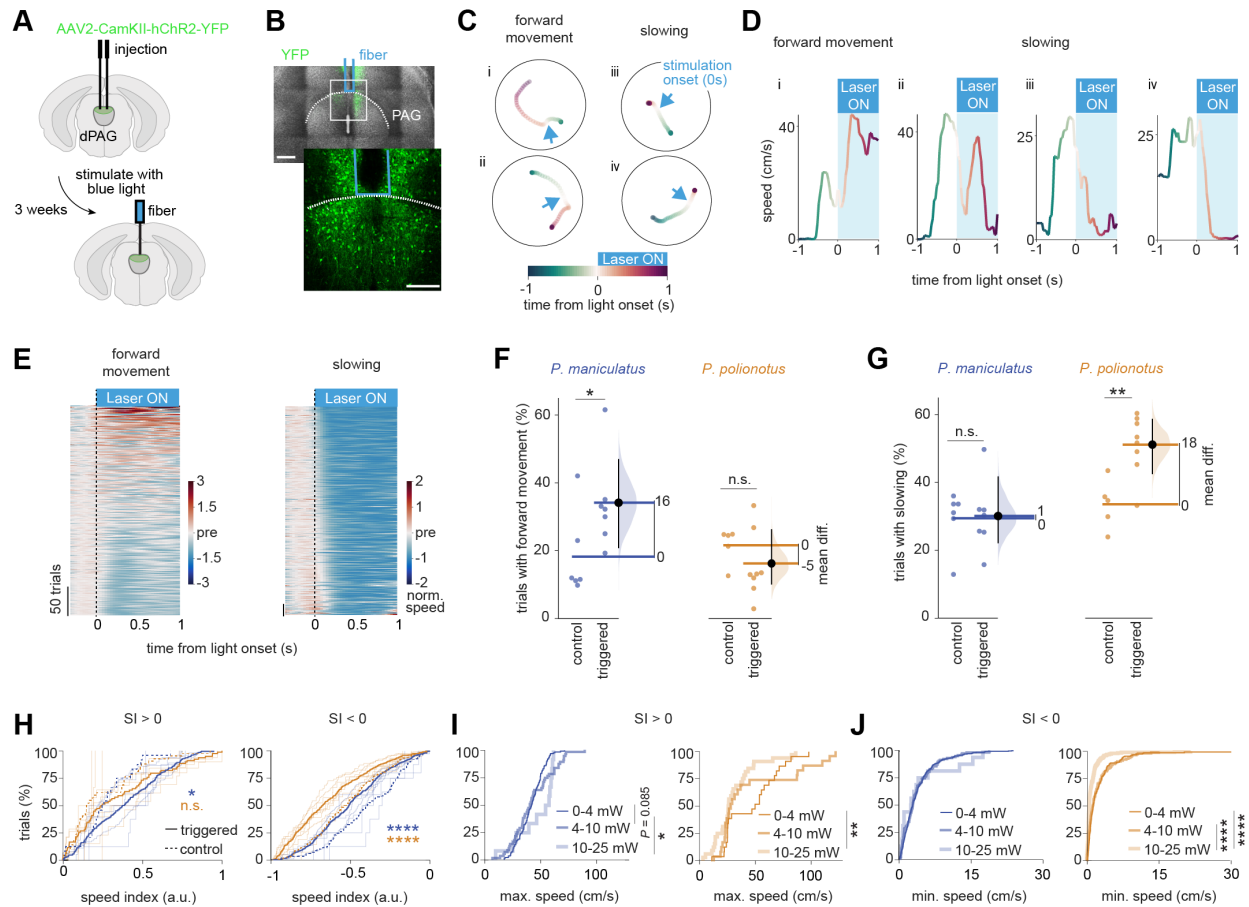 A
AAV2-CamKII-hChR2-YFP
injection
dPAG
stimulate with
blue light
3 weeks
fiber
B
YFP
fiber
PAG
C
forward
movement
slowing
i
iii
stimulation
onset (0s)
ii
iv
Laser ON
-1
0
1
time from light onset (s)
D
forward movement
slowing
i
Laser
ON
ii
Laser
ON
iii
Laser
ON
iv
Laser
ON
speed (cm/s)
40
0
-1
0
1
40
0
-1
0
1
25
0
-1
0
1
25
0
-1
0
1
time from light onset (s)
E
forward
movement
slowing
Laser ON
Laser ON
3
1.5
pre
-1.5
-3
2
1
pre
-1
-2
norm.
speed
50 trials
0
0.5
1
0
0.5
1
time from light onset (s)
F
P. maniculatus
P. polionotus
trials with forward movement (%)
60
40
20
0
*
16
0
n.s.
0
-5
mean diff.
control
triggered
control
triggered
G
P. maniculatus
P. polionotus
trials with slowing (%)
60
40
20
0
n.s.
1
0
**
18
0
mean diff.
control
triggered
control
triggered
H
SI > 0
SI < 0
trials (%)
100
75
50
25
0
*
n.s.
triggered
control
0
0.5
1
speed index (a.u.)
100
75
50
25
0
****
****
-1
-0.5
0
speed index (a.u.)
I
SI > 0
100
75
50
25
0
0-4 mW
4-10 mW
10-25 mW
P = 0.085
*
0
50
100
max. speed (cm/s)
100
75
50
25
0
0-4 mW
4-10 mW
10-25 mW
**
0
50
100
max. speed (cm/s)
J
SI < 0
100
75
50
25
0
0-4 mW
4-10 mW
10-25 mW
0
15
30
min. speed (cm/s)
100
75
50
25
0
0-4 mW
4-10 mW
10-25 mW
****
****
0
15
30
min. speed (cm/s)